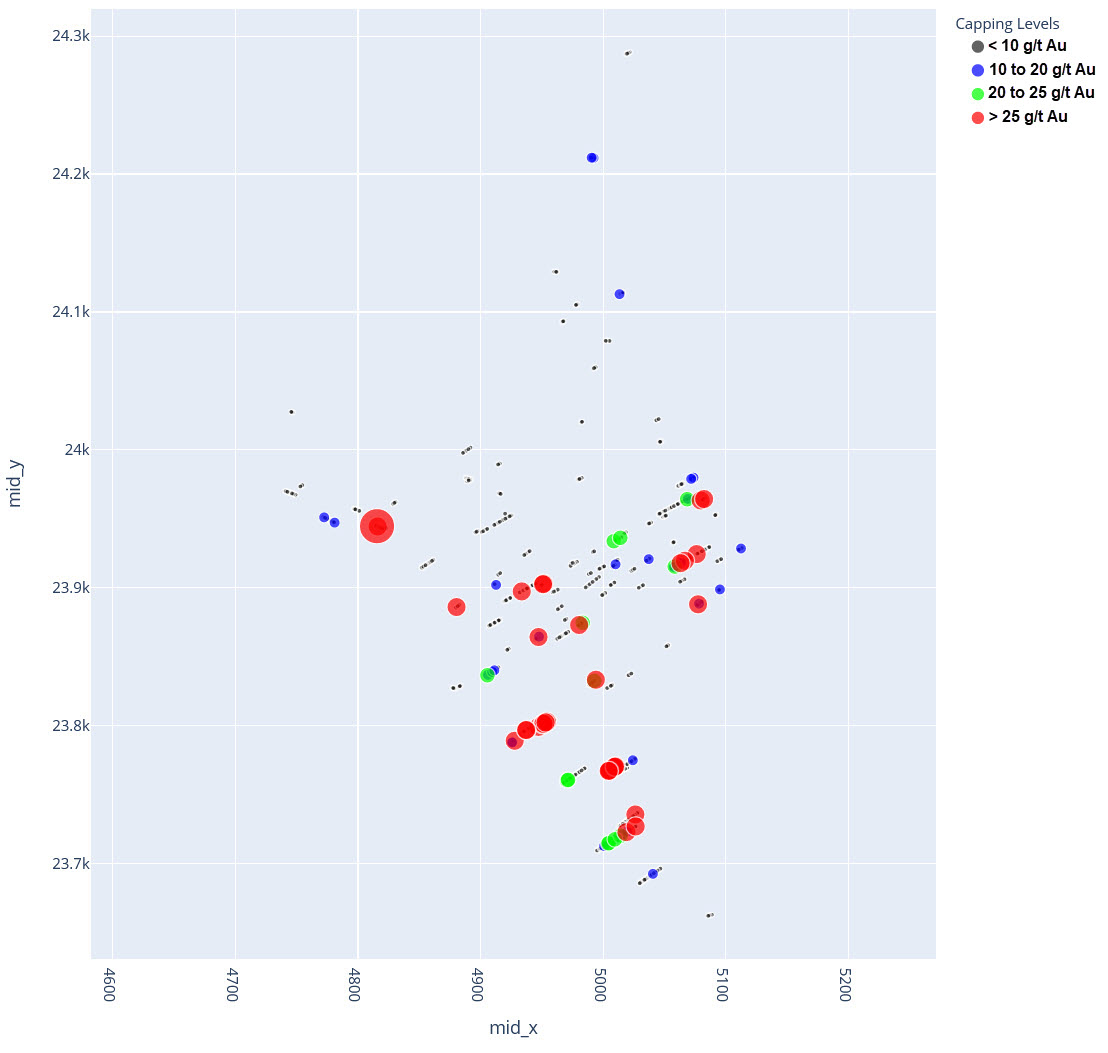 Capping Levels
< 10 g/t Au
10 to 20 g/t Au
20 to 25 g/t Au
> 25 g/t Au
24.3k
24.2k
24.1k
24k
23.9k
23.8k
23.7k
mid_y
4600
4700
4800
4900
5000
5100
5200
mid_x